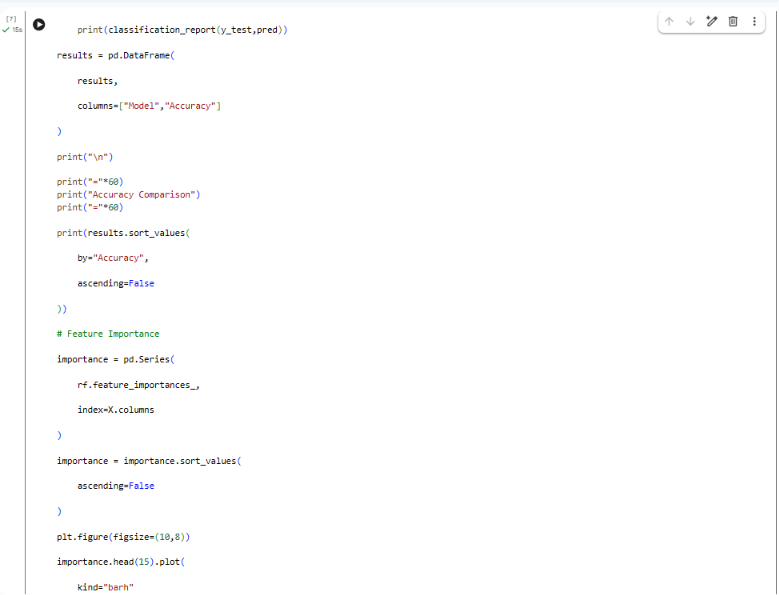 [7]
15s
print(classification_report(y_test,pred))
results = pd.DataFrame(
results,
columns=["Model","Accuracy"]
)
print("\n")
print("="*60)
print("Accuracy Comparison")
print("="*60)
print(results.sort_values(
by="Accuracy",
ascending=False
))
# Feature Importance
importance = pd.Series(
rf.feature_importances_,
index=X.columns
)
importance = importance.sort_values(
ascending=False
)
plt.figure(figsize=(10,8))
importance.head(15).plot(
kind="barh"